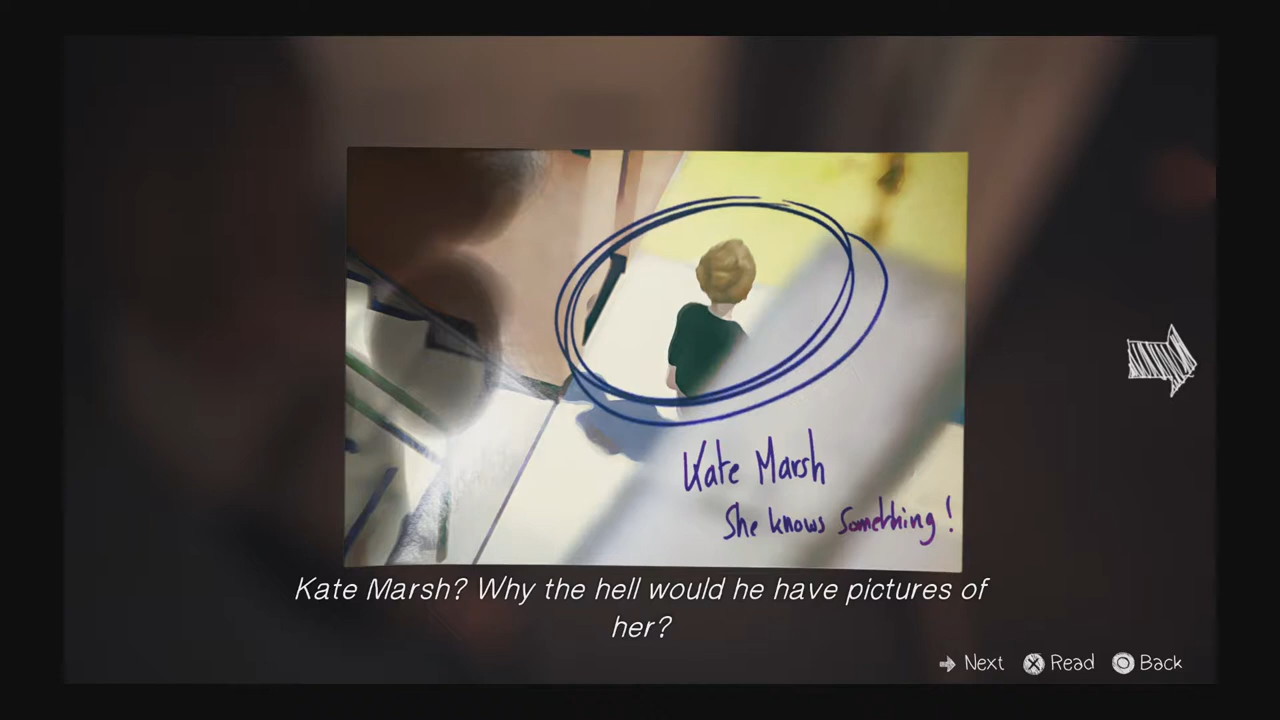 Kate Marsh
She knows something!
Kate Marsh? Why the hell would he have pictures of
her?
Next Read Back